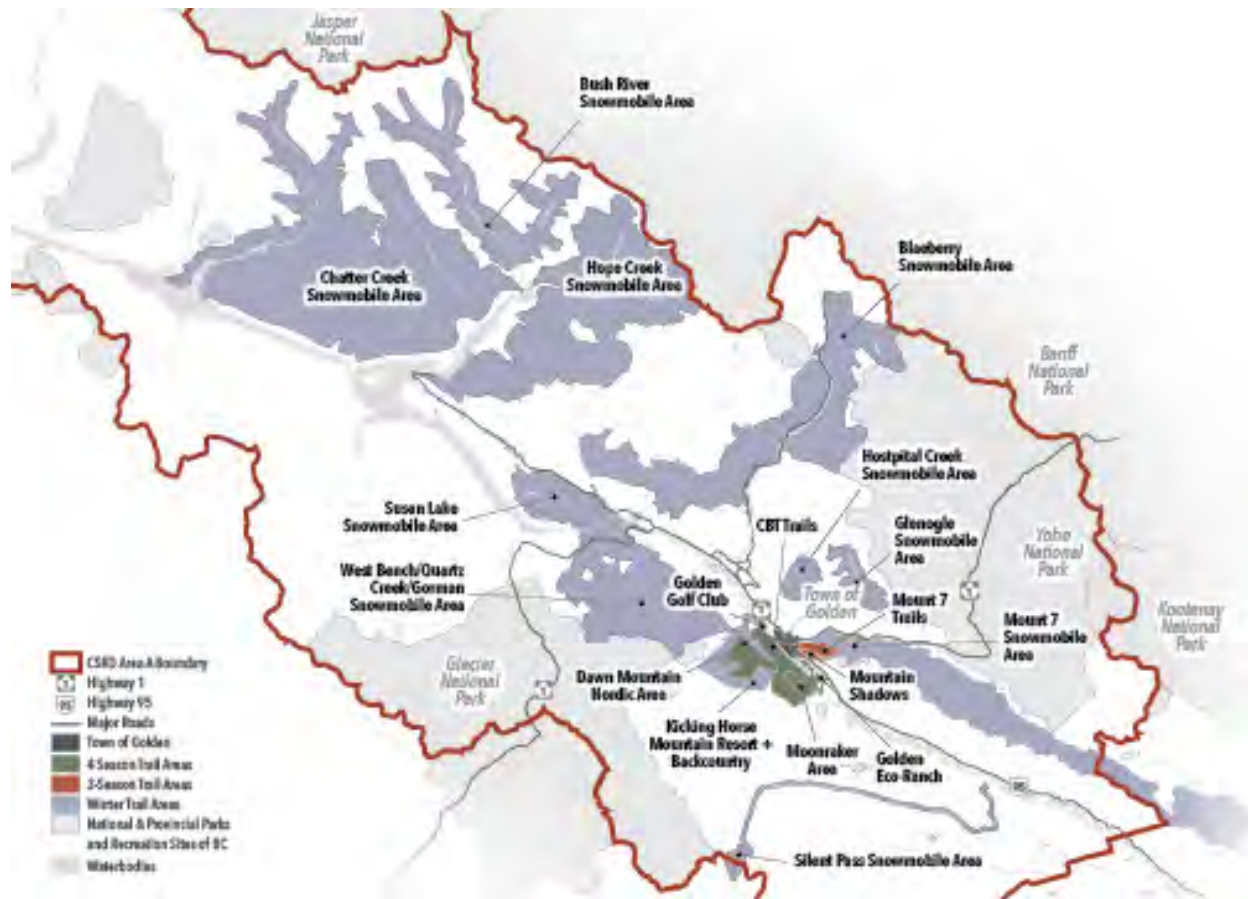 Jasper
National
Park
Bush River
Snowmobile Area
Chatter Creek
Snowmobile Area
Hope Creek
Snowmobile Area
Blaeberry
Snowmobile Area
Banff
National
Park
Hostpital Creek
Snowmobile Area
Susan Lake
Snowmobile Area
CBT Trails
Glenogle
Snowmobile
Area
Yoho
National
Park
West Bench/Quartz
Creek/Gorman
Snowmobile Area
Golden
Golf Club
1
Town of
Golden
Mount 7
Trails
1
Kootenay
National
Park
Mount 7
Snowmobile
Area
Glacier
National
Park
1
Dawn Mountain
Nordic Area
Mountain
Shadows
Kicking Horse
Mountain Resort +
Backcountry
Moonraker
Area
Golden
Eco-Ranch
95
Silent Pass Snowmobile Area
CSRD Area A Boundary
1 Highway 1
95 Highway 95
Major Roads
Town of Golden
4-Season Trail Areas
3-Season Trail Areas
Winter Trail Areas
National & Provincial Parks
and Recreation Sites of BC
Waterbodies